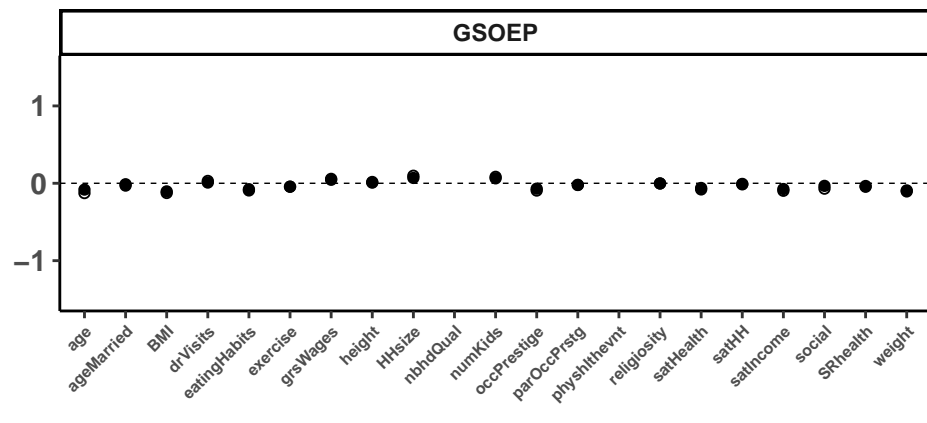 GSOEP
1
0
−1
age
ageMarried
BMI
drVisits
eatingHabits
exercise
grsWages
height
HHsize
nbhdQual
numKids
occPrestige
parOccPrstg
physhlthevnt
religiosity
satHealth
satHH
satIncome
social
SRhealth
weight